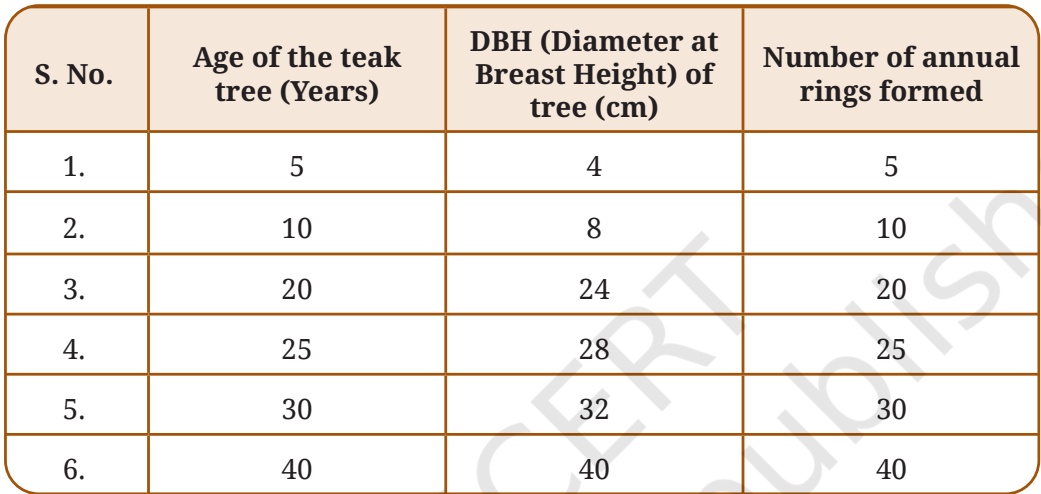 S. No.
Age of the teak
tree (Years)
DBH (Diameter at
Breast Height) of
tree (cm)
Number of annual
rings formed
1. 5 4 5
2. 10 8 10
3. 20 24 20
4. 25 28 25
5. 30 32 30
6. 40 40 40
CERT
publish